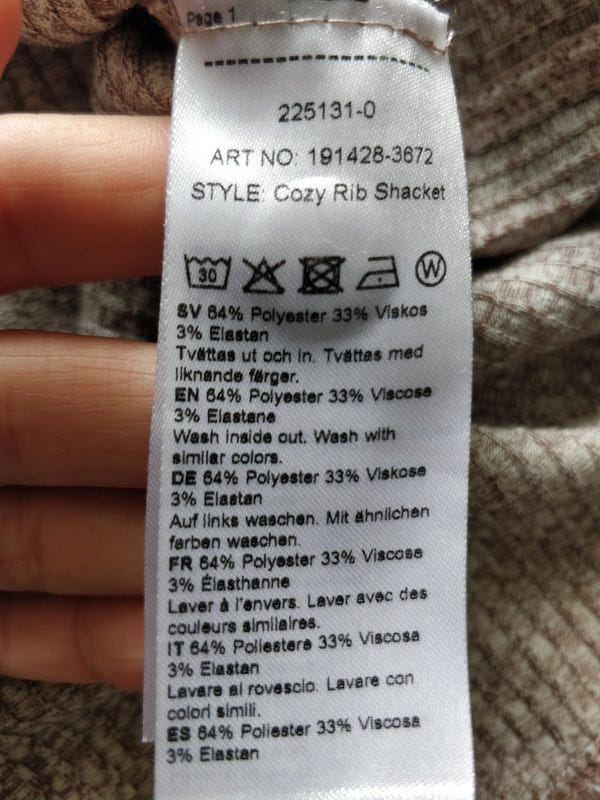 Page 1
225131-0
ART NO: 191428-3672
STYLE: Cozy Rib Shacket
30
W
SV 64% Polyester 33% Viskos
3% Elastan
Tvättas ut och in. Tvättas med
liknande färger.
EN 64% Polyester 33% Viscose
3% Elastane
Wash inside out. Wash with
similar colors.
DE 64% Polyester 33% Viskose
3% Elastan
Auf links waschen. Mit ähnlichen
farben waschen.
FR 64% Polyester 33% Viscose
3% Élasthanne
Laver à l'envers. Laver avec des
couleurs similaires.
IT 64% Poliestere 33% Viscosa
3% Elastan
Lavare al rovescio. Lavare con
colori simili.
ES 64% Poliester 33% Viscosa
3% Elastan